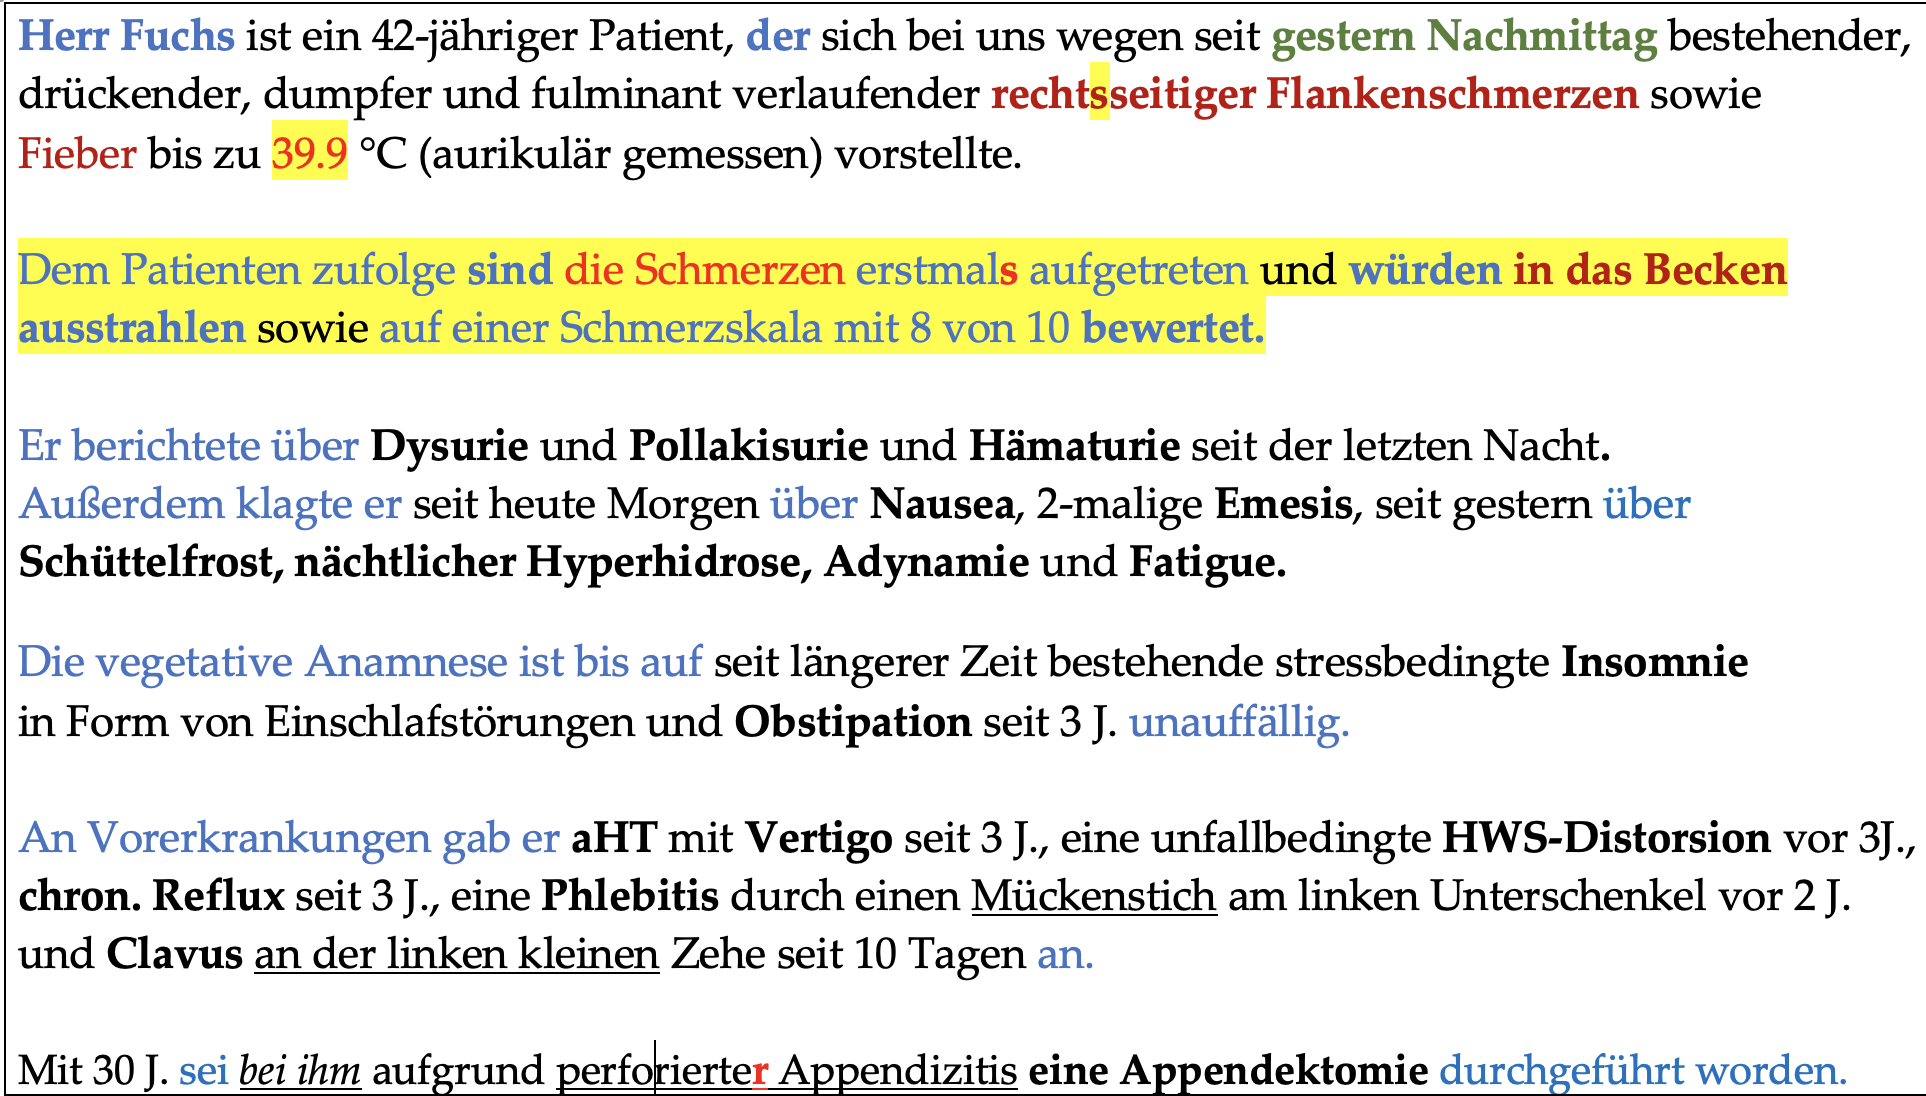 Herr Fuchs ist ein 42-jähriger Patient, der sich bei uns wegen seit gestern Nachmittag bestehender,
drückender, dumpfer und fulminant verlaufender rechtsseitiger Flankenschmerzen sowie
Fieber bis zu 39.9 °C (aurikulär gemessen) vorstellte.
Dem Patienten zufolge sind die Schmerzen erstmals aufgetreten und würden in das Becken
ausstrahlen sowie auf einer Schmerzskala mit 8 von 10 bewertet.
Er berichtete über Dysurie und Pollakisurie und Hämaturie seit der letzten Nacht.
Außerdem klagte er seit heute Morgen über Nausea, 2-malige Emesis, seit gestern über
Schüttelfrost, nächtlicher Hyperhidrose, Adynamie und Fatigue.
Die vegetative Anamnese ist bis auf seit längerer Zeit bestehende stressbedingte Insomnie
in Form von Einschlafstörungen und Obstipation seit 3 J. unauffällig.
An Vorerkrankungen gab er aHT mit Vertigo seit 3 J., eine unfallbedingte HWS-Distorsion vor 3J.,
chron. Reflux seit 3 J., eine Phlebitis durch einen Mückenstich am linken Unterschenkel vor 2 J.
und Clavus an der linken kleinen Zehe seit 10 Tagen an.
Mit 30 J. sei bei ihm aufgrund perforierter Appendizitis eine Appendektomie durchgeführt worden.